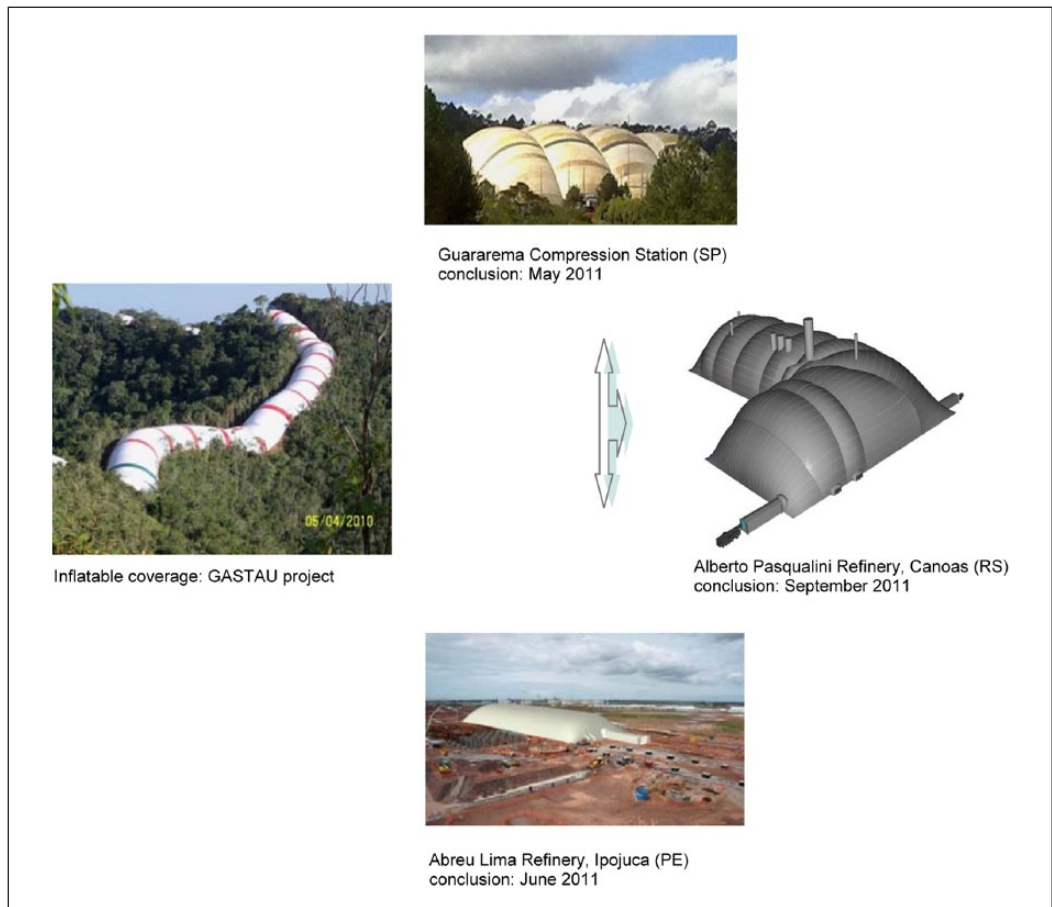 Guararema Compression Station (SP)
conclusion: May 2011
05/04/2010
Inflatable coverage: GASTAU project
Alberto Pasqualini Refinery, Canoas (RS)
conclusion: September 2011
Abreu Lima Refinery, Ipojuca (PE)
conclusion: June 2011